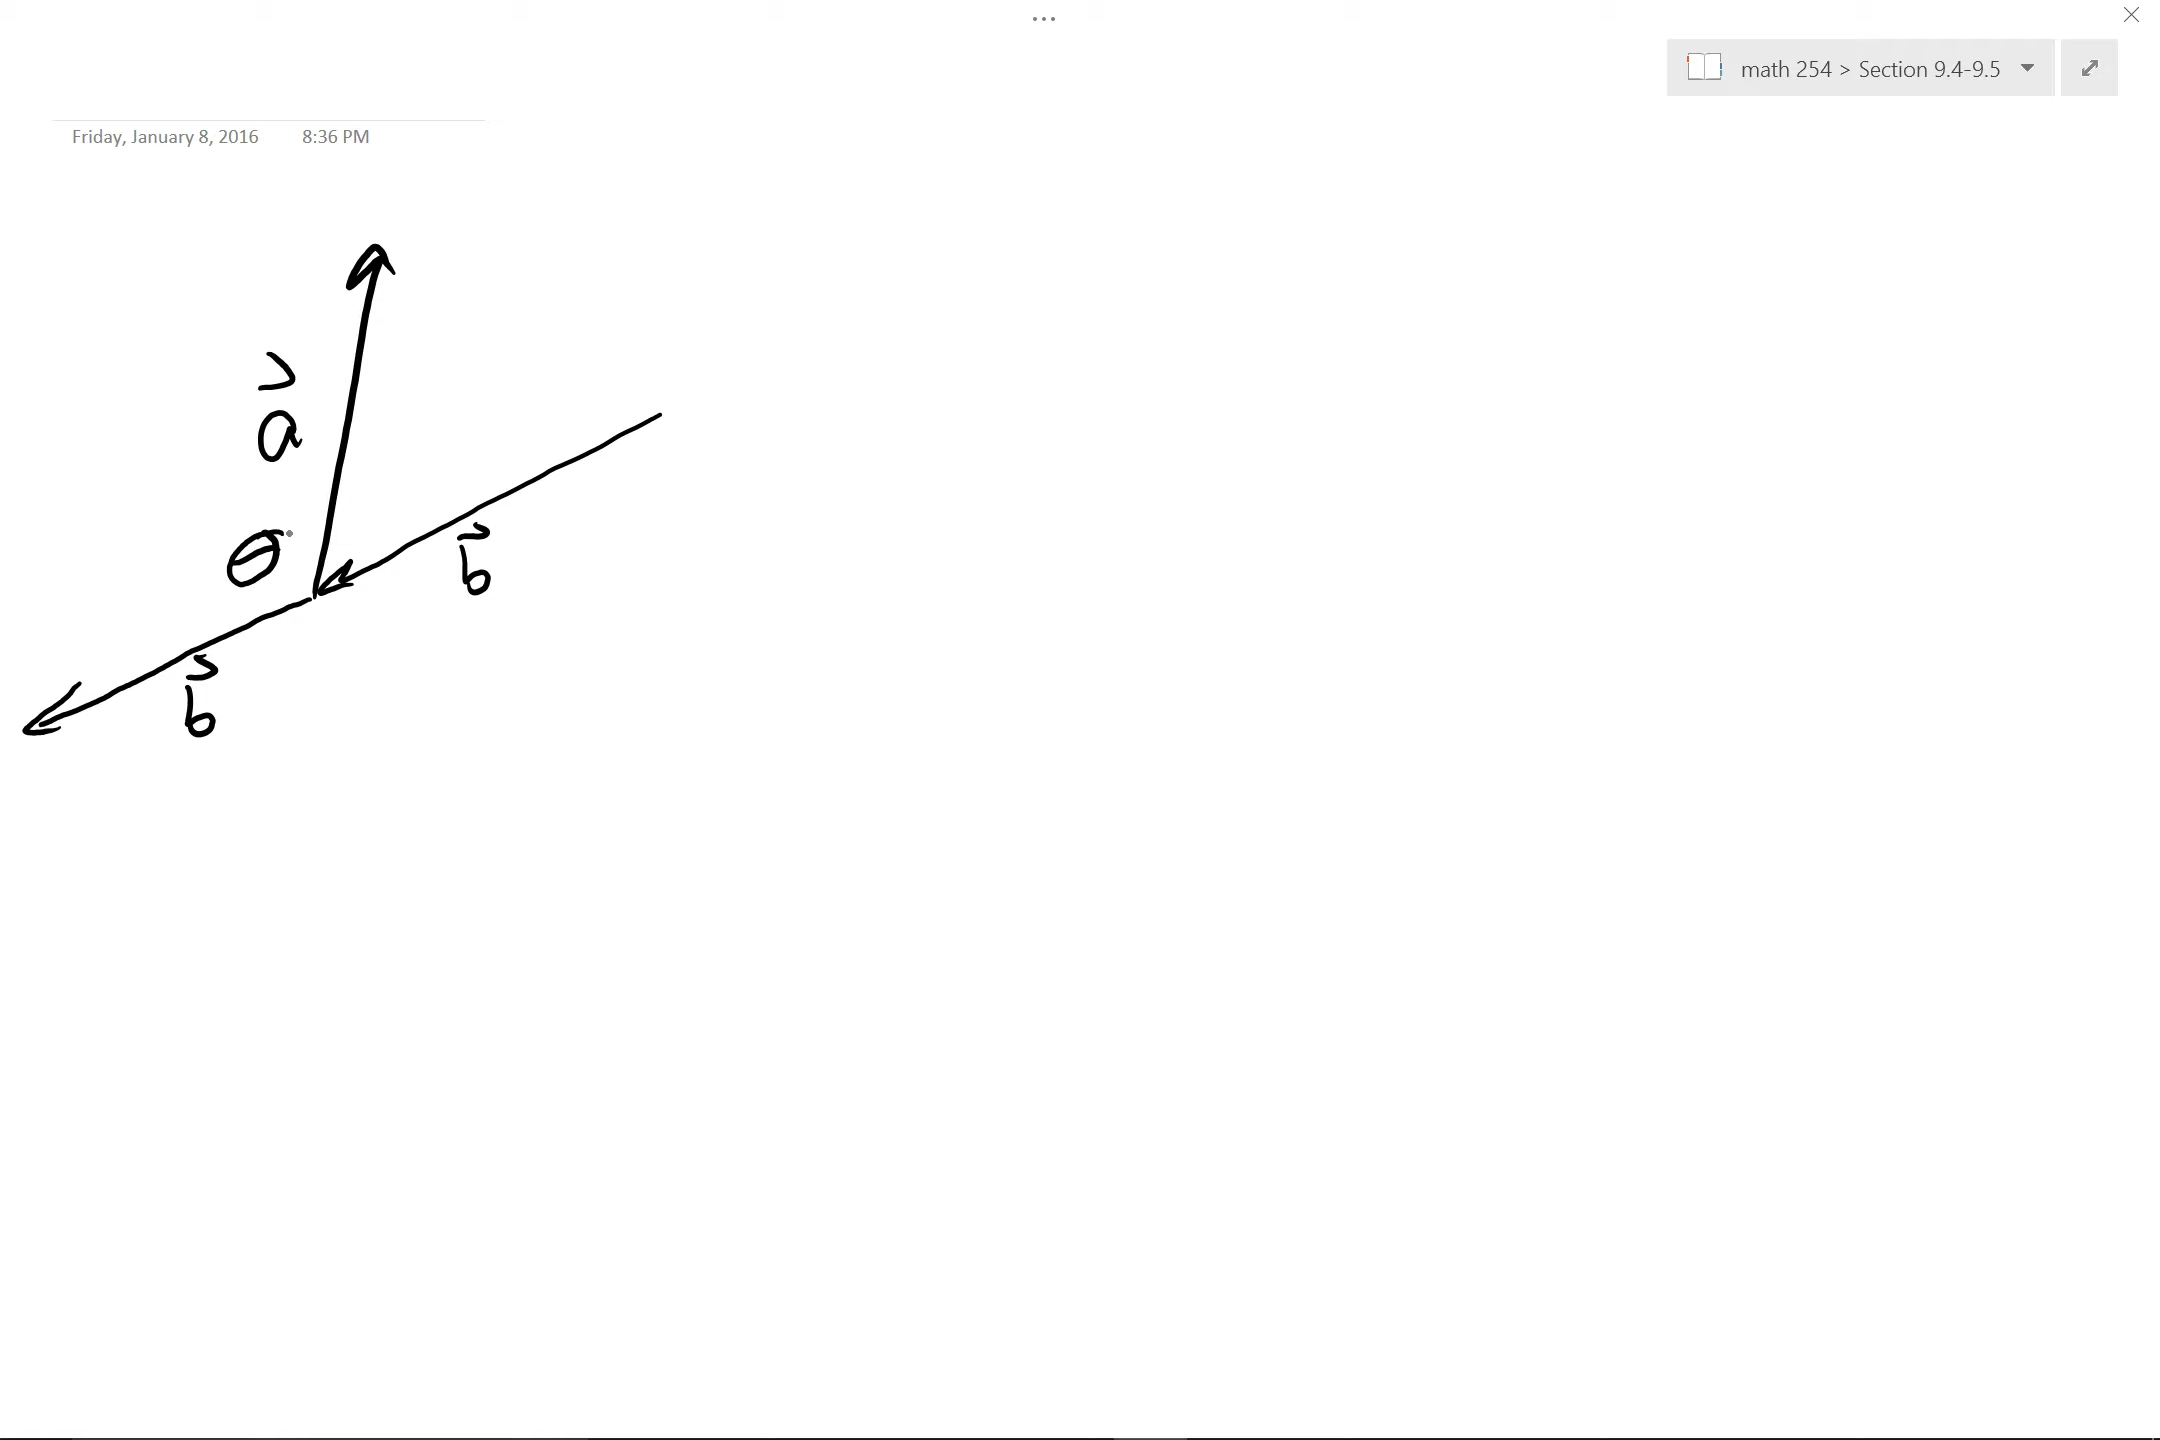 math 254 > Section 9.4-9.5
Friday, January 8, 2016 8:36 PM
a⃗
θ
b⃗
b⃗